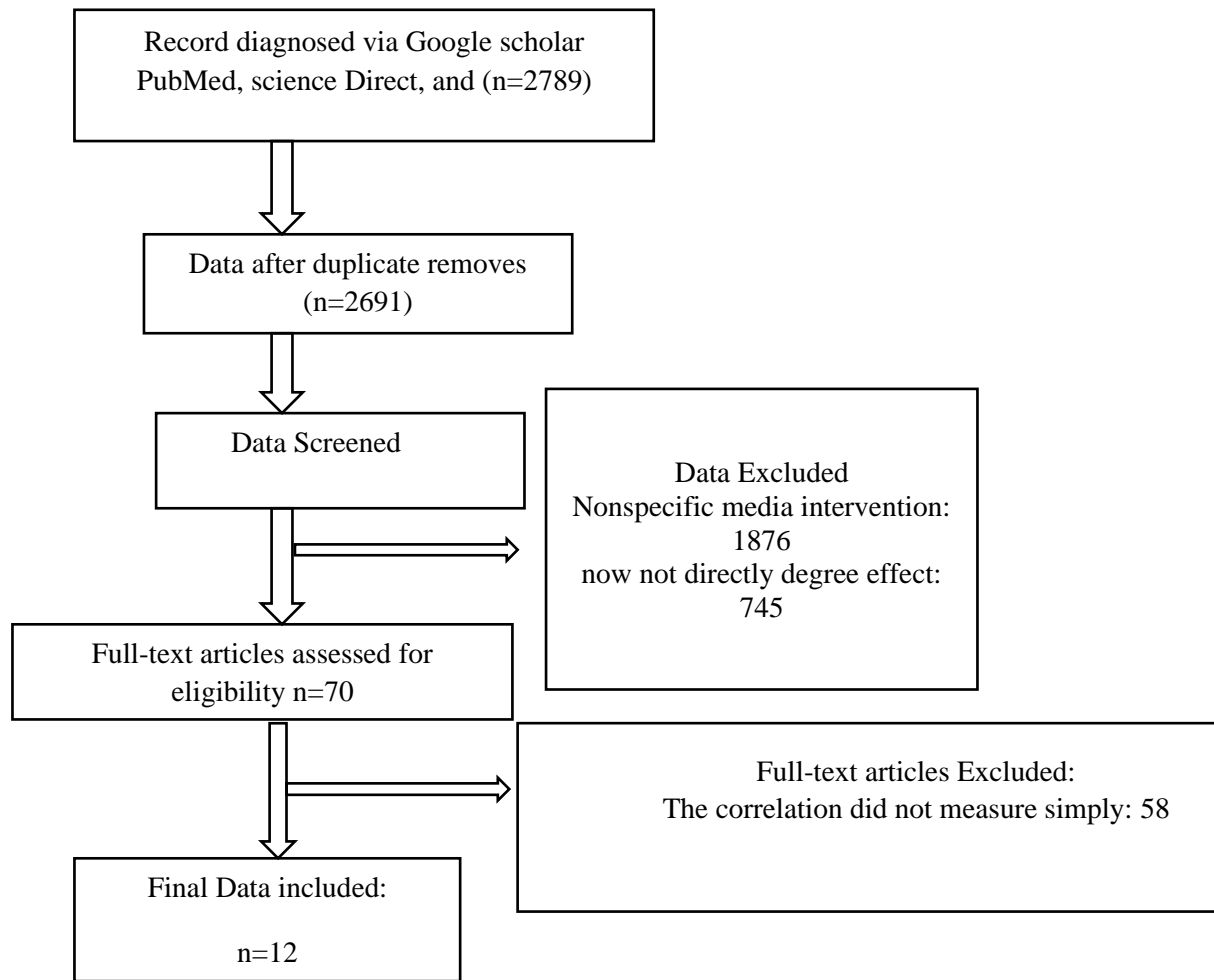 Record diagnosed via Google scholar
PubMed, science Direct, and (n=2789)
Data after duplicate removes
(n=2691)
Data Screened
Data Excluded
Nonspecific media intervention:
1876
now not directly degree effect:
745
Full-text articles assessed for
eligibility n=70
Full-text articles Excluded:
The correlation did not measure simply: 58
Final Data included:
n=12